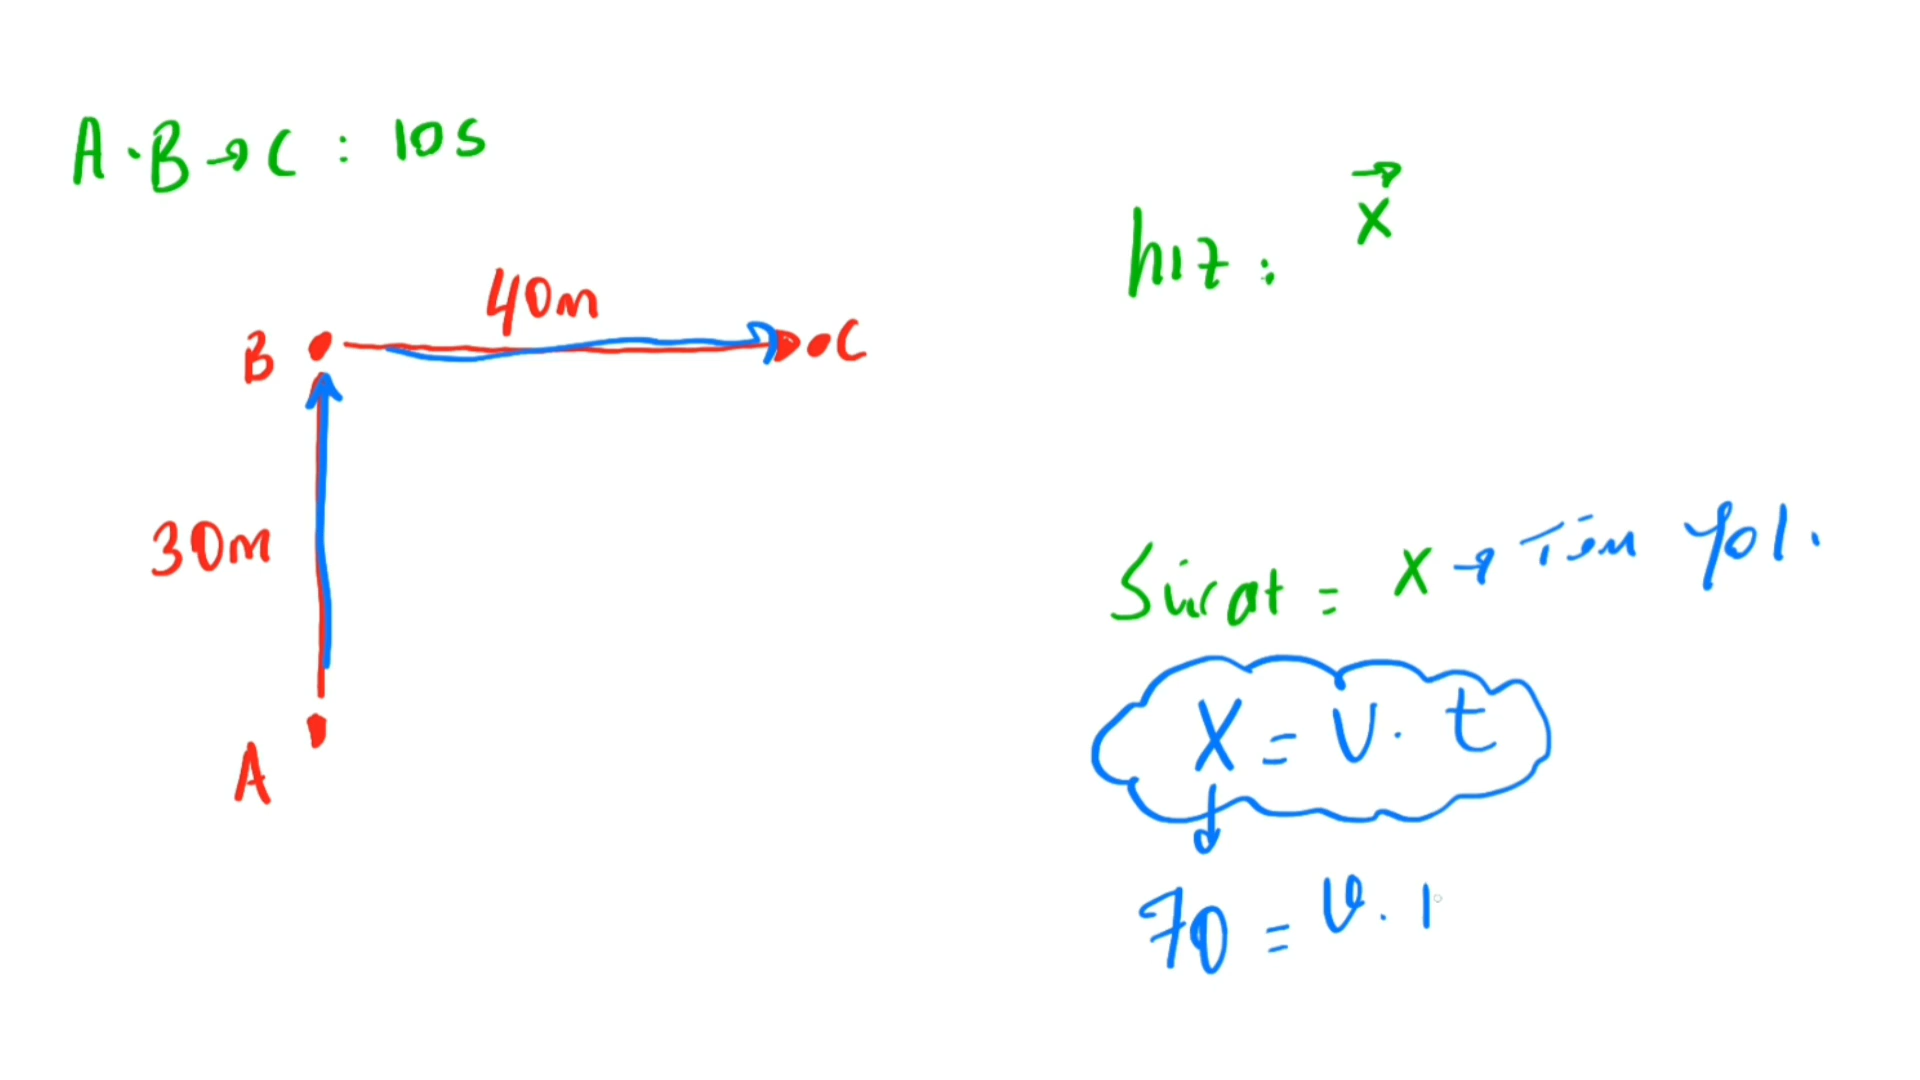 A.B→C : 10s
40m
B
C
30m
A
hız :
x
Sürat = x → Tüm Yol.
X = V . t
70 = V . 1